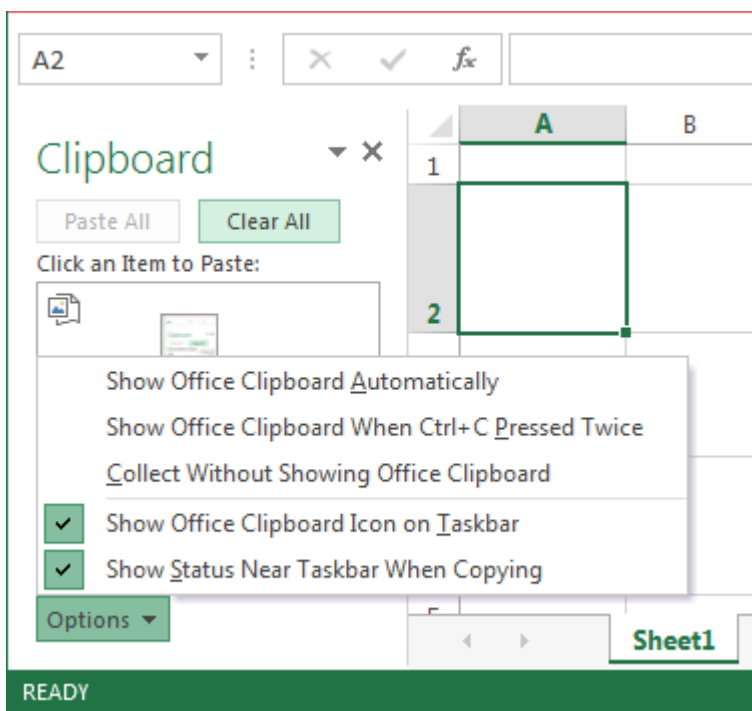 A2
fx
A B
Clipboard
1
Paste All Clear All
Click an Item to Paste:
2
Show Office Clipboard Automatically
Show Office Clipboard When Ctrl+C Pressed Twice
Collect Without Showing Office Clipboard
Show Office Clipboard Icon on Taskbar
Show Status Near Taskbar When Copying
Options
Sheet1
READY